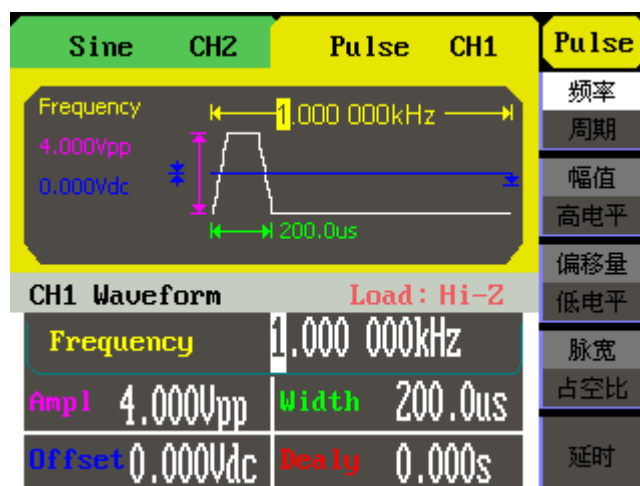 Sine CH2 Pulse CH1 Pulse
Frequency 1.000 000kHz
4.000Vpp
0.000Vdc
200.0us
CH1 Waveform Load: Hi-Z
Frequency 1.000 000kHz
Ampl 4.000Vpp Width 200.0us
Offset 0.000Vdc Dealy 0.000s
频率
周期
幅值
高电平
偏移量
低电平
脉宽
占空比
延时